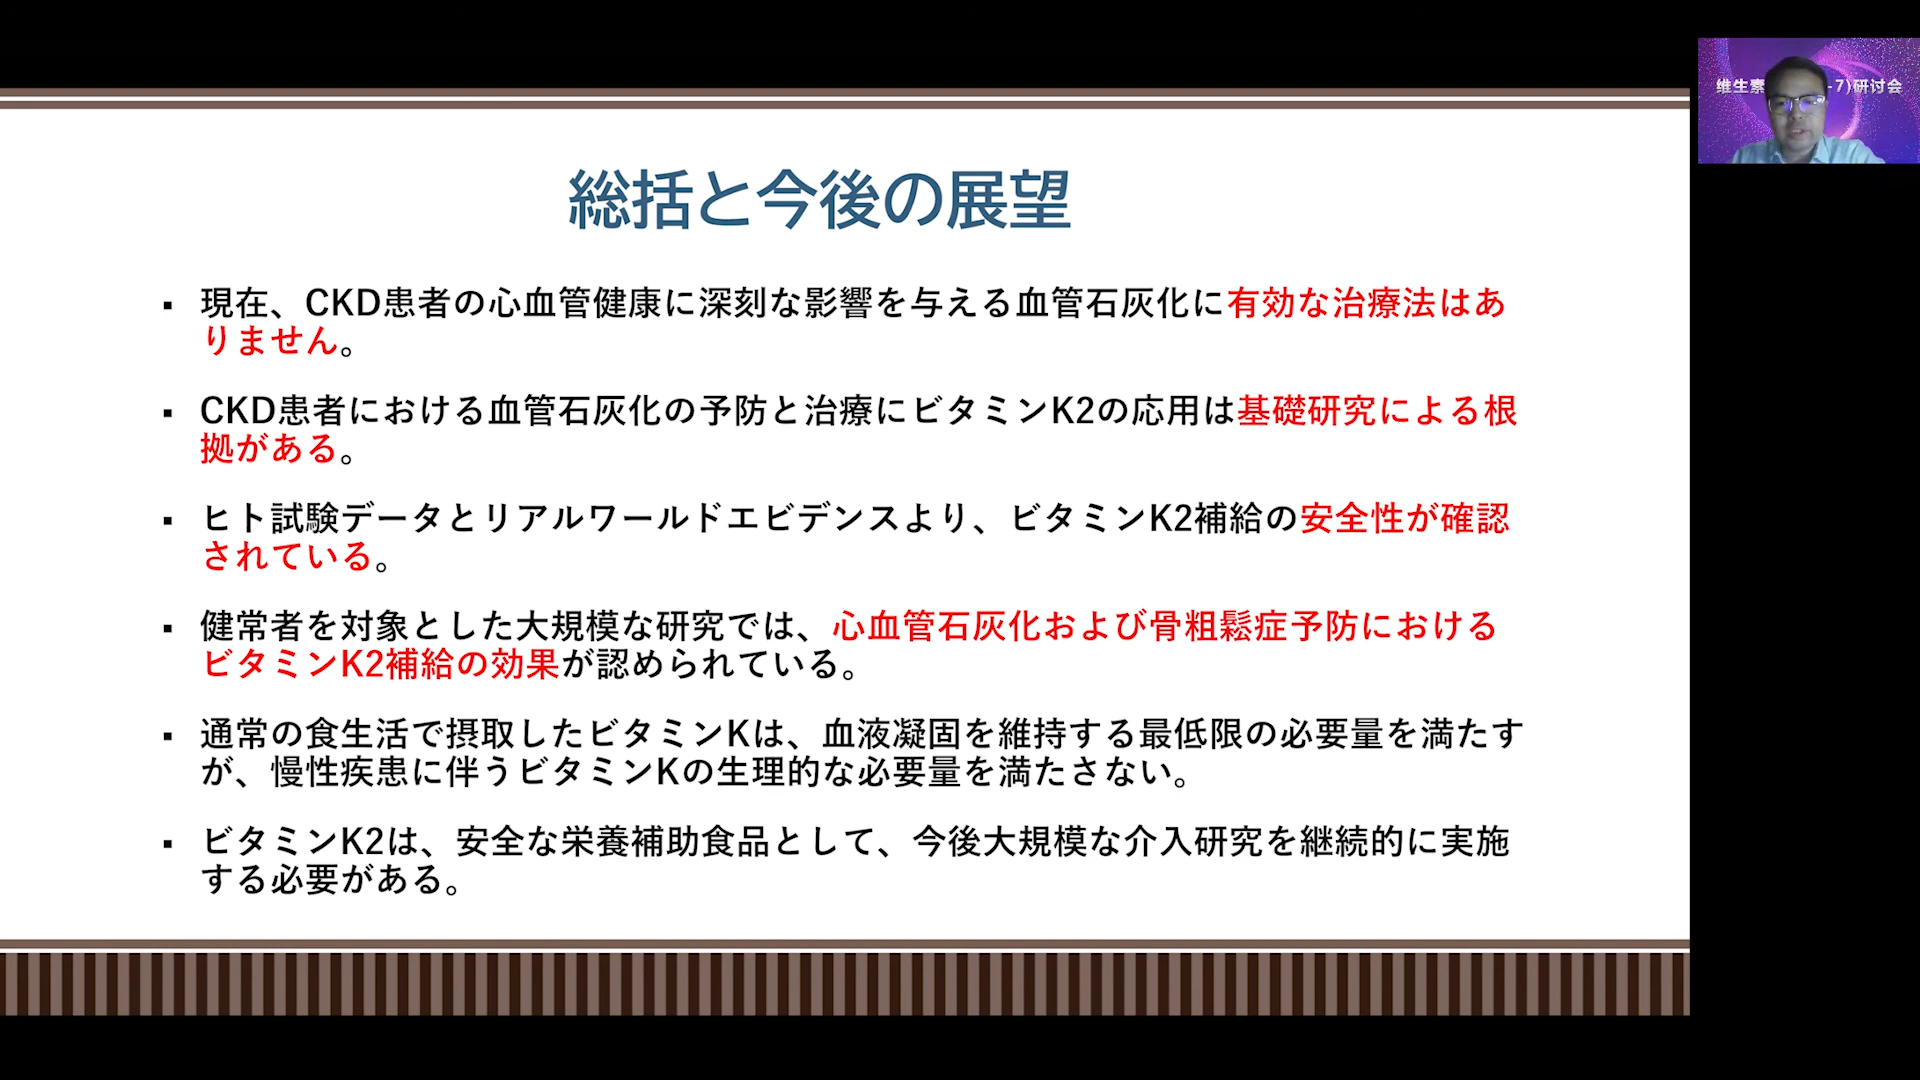 総括と今後の展望
▪ 現在、CKD患者の心血管健康に深刻な影響を与える血管石灰化に有効な治療法はあ
りません。
▪ CKD患者における血管石灰化の予防と治療にビタミンK2の応用は基礎研究による根
拠がある。
▪ ヒト試験データとリアルワールドエビデンスより、ビタミンK2補給の安全性が確認
されている。
▪ 健常者を対象とした大規模な研究では、心血管石灰化および骨粗鬆症予防における
ビタミンK2補給の効果が認められている。
▪ 通常の食生活で摂取したビタミンKは、血液凝固を維持する最低限の必要量を満たす
が、慢性疾患に伴うビタミンKの生理的な必要量を満たさない。
▪ ビタミンK2は、安全な栄養補助食品として、今後大規模な介入研究を継続的に実施
する必要がある。
维生素 -7)研讨会